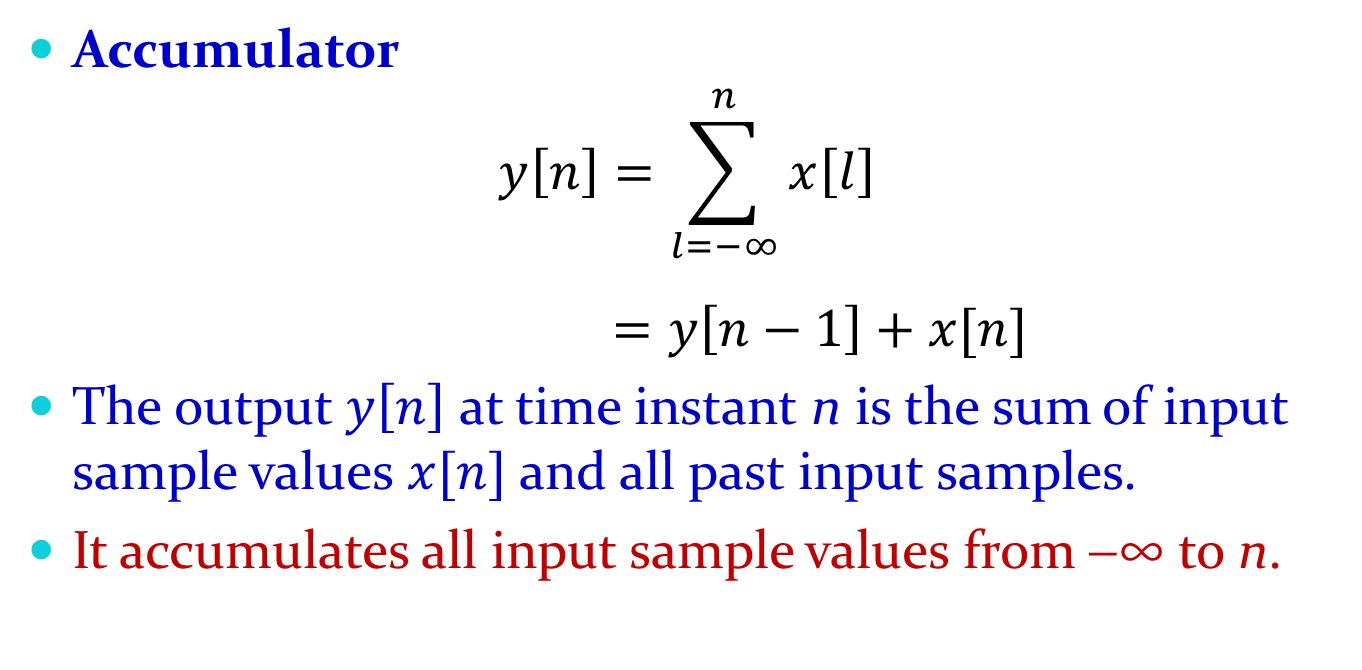 • Accumulator
n
y[n] = ∑ x[l]
l=−∞
= y[n − 1] + x[n]
• The output y[n] at time instant n is the sum of input
sample values x[n] and all past input samples.
• It accumulates all input sample values from −∞ to n.